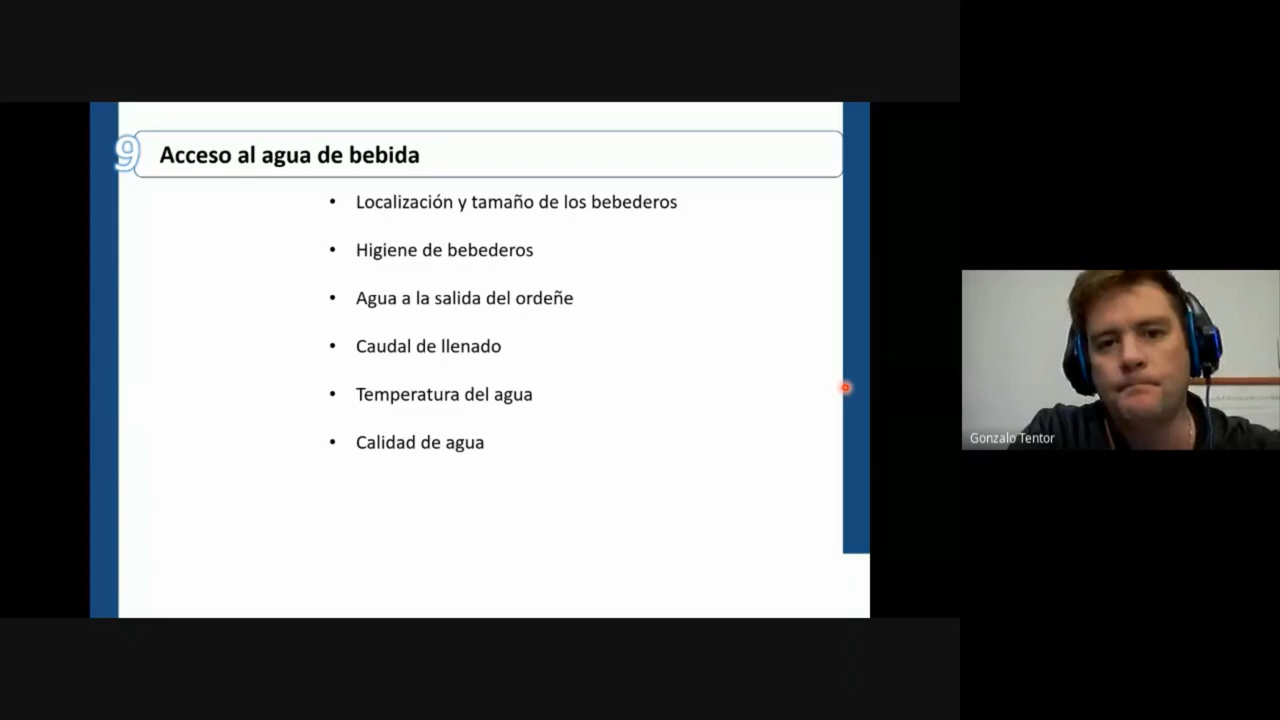 9
Acceso al agua de bebida
• Localización y tamaño de los bebederos
• Higiene de bebederos
• Agua a la salida del ordeñe
• Caudal de llenado
• Temperatura del agua
• Calidad de agua
Gonzalo Tentor